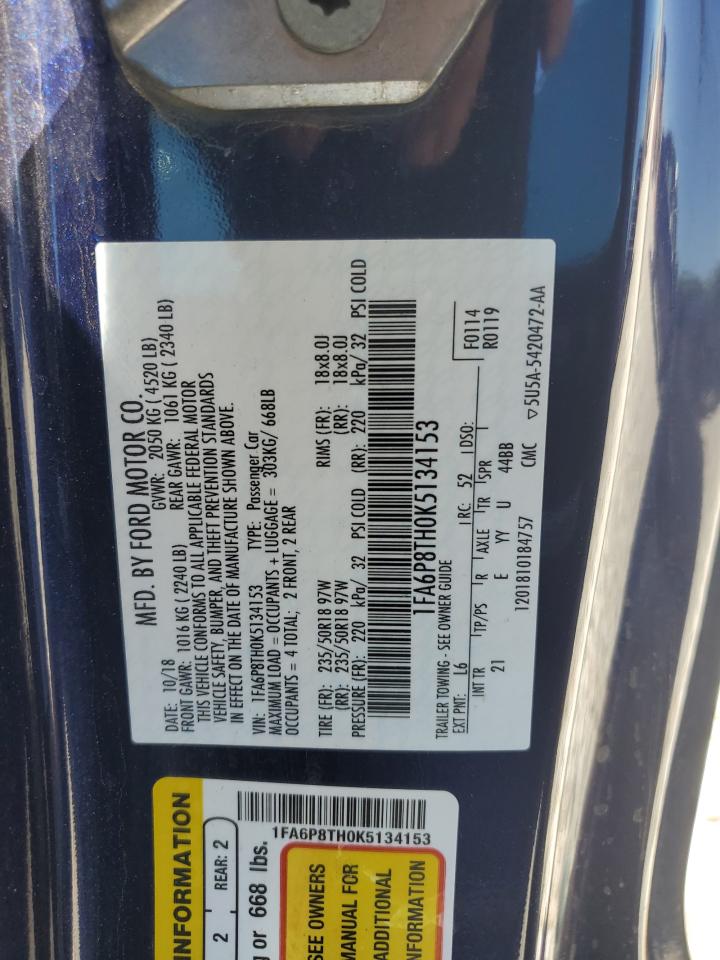 MFD. BY FORD MOTOR CO.
DATE: 10/18 GVWR: 2050 KG ( 4520 LB)
FRONT GAWR: 1016 KG (2240 LB) REAR GAWR: 1061 KG ( 2340 LB)
THIS VEHICLE CONFORMS TO ALL APPLICABLE FEDERAL MOTOR
VEHICLE SAFETY, BUMPER, AND THEFT PREVENTION STANDARDS
IN EFFECT ON THE DATE OF MANUFACTURE SHOWN ABOVE.
VIN: 1FA6P8TH0K5134153 TYPE: Passenger Car
MAXIMUM LOAD = OCCUPANTS + LUGGAGE = 303KG/ 668LB
OCCUPANTS = 4 TOTAL; 2 FRONT, 2 REAR
TIRE (FR): 235/50R18 97W RIMS (FR): 18x8.0J
(RR): 235/50R18 97W (RR): 18x8.0J
PRESSURE (FR): 220 kPa/ 32 PSI COLD (RR): 220 kPa/ 32 PSI COLD
1FA6P8TH0K5134153
TRAILER TOWING - SEE OWNER GUIDE
F0114
EXT PNT: L6 RC: 52 DSO: R0119
INT TR TP/PS R AXLE TR SPR
21 E YY U 44BB
1201810184757 CMC ▽5U5A-5420472-AA
INFORMATION
2 REAR: 2
or 668 lbs.
1FA6P8TH0K5134153
SEE OWNERS
MANUAL FOR
ADDITIONAL
INFORMATION